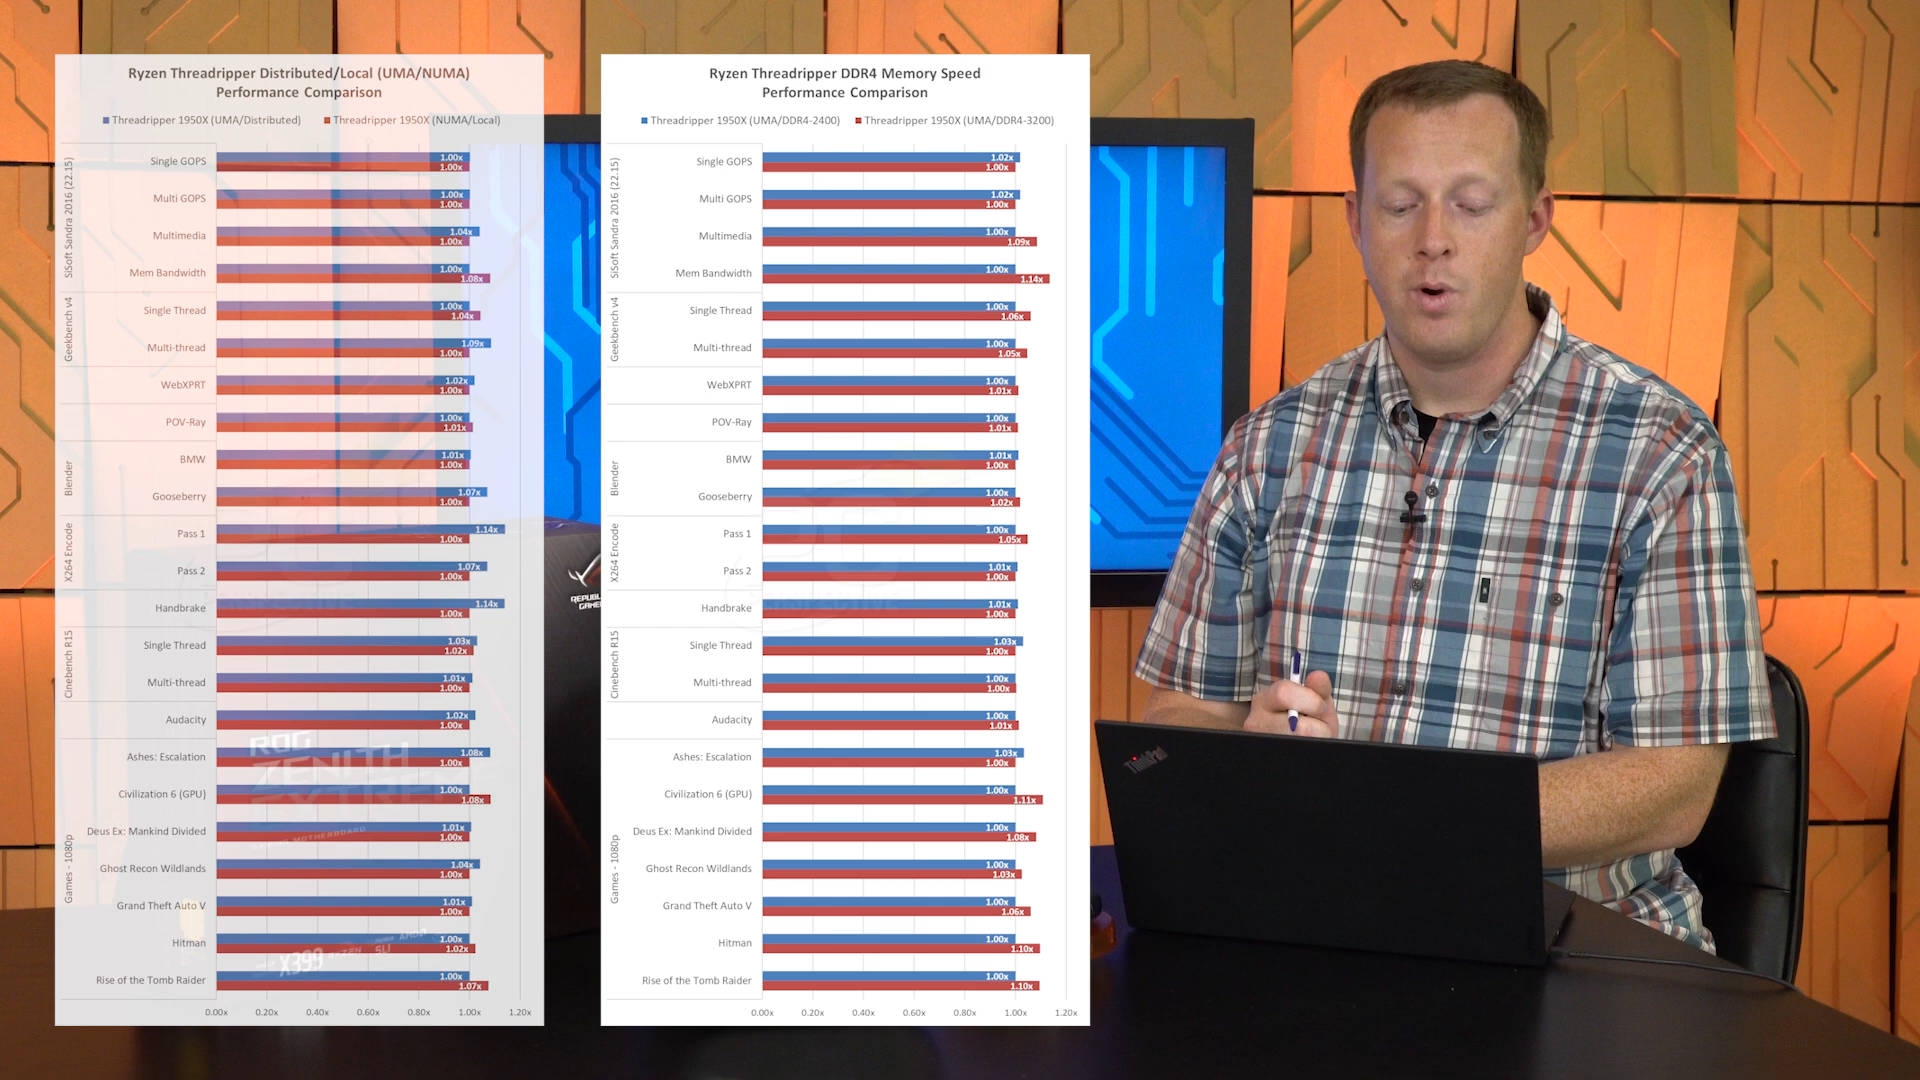 Ryzen Threadripper Distributed/Local (UMA/NUMA)
Performance Comparison
Threadripper 1950X (UMA/Distributed) Threadripper 1950X (NUMA/Local)
SiSoft Sandra 2016 (22.15)
Single GOPS 1.00x 1.00x
Multi GOPS 1.00x 1.00x
Multimedia 1.04x 1.00x
Mem Bandwidth 1.00x 1.08x
Geekbench v4
Single Thread 1.00x 1.04x
Multi-thread 1.09x 1.00x
WebXPRT 1.02x 1.00x
POV-Ray 1.00x 1.01x
Blender
BMW 1.01x 1.00x
Gooseberry 1.07x 1.00x
X264 Encode
Pass 1 1.14x 1.00x
Pass 2 1.07x 1.00x
Handbrake 1.14x 1.00x
Cinebench R15
Single Thread 1.03x 1.02x
Multi-thread 1.01x 1.00x
Audacity 1.02x 1.00x
Games - 1080p
Ashes: Escalation 1.08x 1.00x
Civilization 6 (GPU) 1.00x 1.08x
Deus Ex: Mankind Divided 1.01x 1.00x
Ghost Recon Wildlands 1.04x 1.00x
Grand Theft Auto V 1.01x 1.00x
Hitman 1.00x 1.02x
Rise of the Tomb Raider 1.00x 1.07x
0.00x 0.20x 0.40x 0.60x 0.80x 1.00x 1.20x
ROG
ZENITH
EXTREME
X399
SLI
AMD
Ryzen Threadripper DDR4 Memory Speed
Performance Comparison
Threadripper 1950X (UMA/DDR4-2400) Threadripper 1950X (UMA/DDR4-3200)
SiSoft Sandra 2016 (22.15)
Single GOPS 1.02x 1.00x
Multi GOPS 1.02x 1.00x
Multimedia 1.00x 1.09x
Mem Bandwidth 1.00x 1.14x
Geekbench v4
Single Thread 1.00x 1.06x
Multi-thread 1.00x 1.05x
WebXPRT 1.00x 1.01x
POV-Ray 1.00x 1.01x
Blender
BMW 1.01x 1.00x
Gooseberry 1.00x 1.02x
X264 Encode
Pass 1 1.00x 1.05x
Pass 2 1.01x 1.00x
Handbrake 1.01x 1.00x
Cinebench R15
Single Thread 1.03x 1.00x
Multi-thread 1.00x 1.00x
Audacity 1.00x 1.01x
Games - 1080p
Ashes: Escalation 1.03x 1.00x
Civilization 6 (GPU) 1.00x 1.11x
Deus Ex: Mankind Divided 1.00x 1.08x
Ghost Recon Wildlands 1.00x 1.03x
Grand Theft Auto V 1.00x 1.06x
Hitman 1.00x 1.10x
Rise of the Tomb Raider 1.00x 1.10x
0.00x 0.20x 0.40x 0.60x 0.80x 1.00x 1.20x
ThinkPad